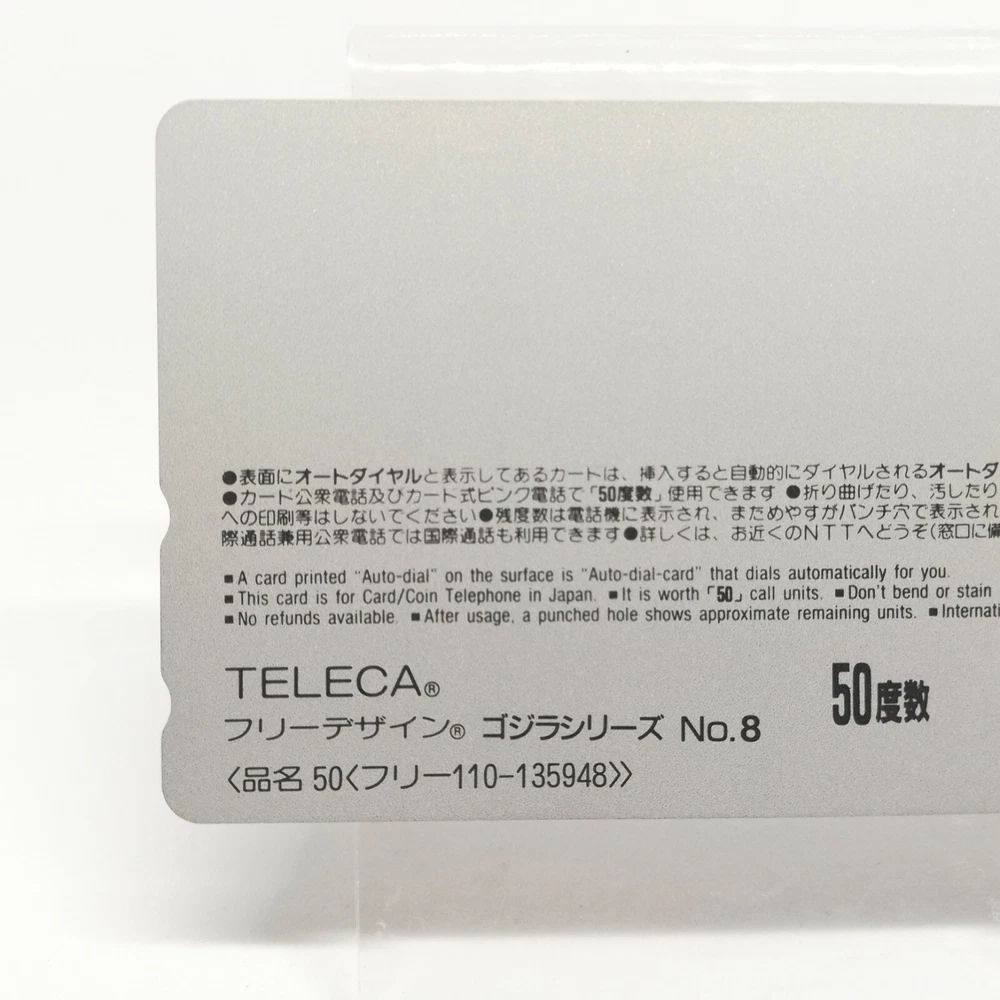 ●表面にオートダイヤルと表示してあるカートは、挿入すると自動的にダイヤルされるオートダ
●カード公衆電話及びカード式ピンク電話で「50度数」使用できます ●折り曲げたり、汚したり
への印刷等はしないでください●残度数は電話機に表示され、まためやすがパンチ穴で表示され
際通話兼用公衆電話では国際通話も利用できます●詳しくは、お近くのNTTへどうぞ(窓口に備
■A card printed “Auto-dial” on the surface is “Auto-dial-card” that dials automatically for you.
■This card is for Card/Coin Telephone in Japan. ■It is worth「50」call units. ■Don't bend or stain
■No refunds available. ■After usage, a punched hole shows approximate remaining units. ■Internati
TELECA®
フリーデザイン® ゴジラシリーズ No.8
50度数
〈品名 50〈フリー110-135948〉〉